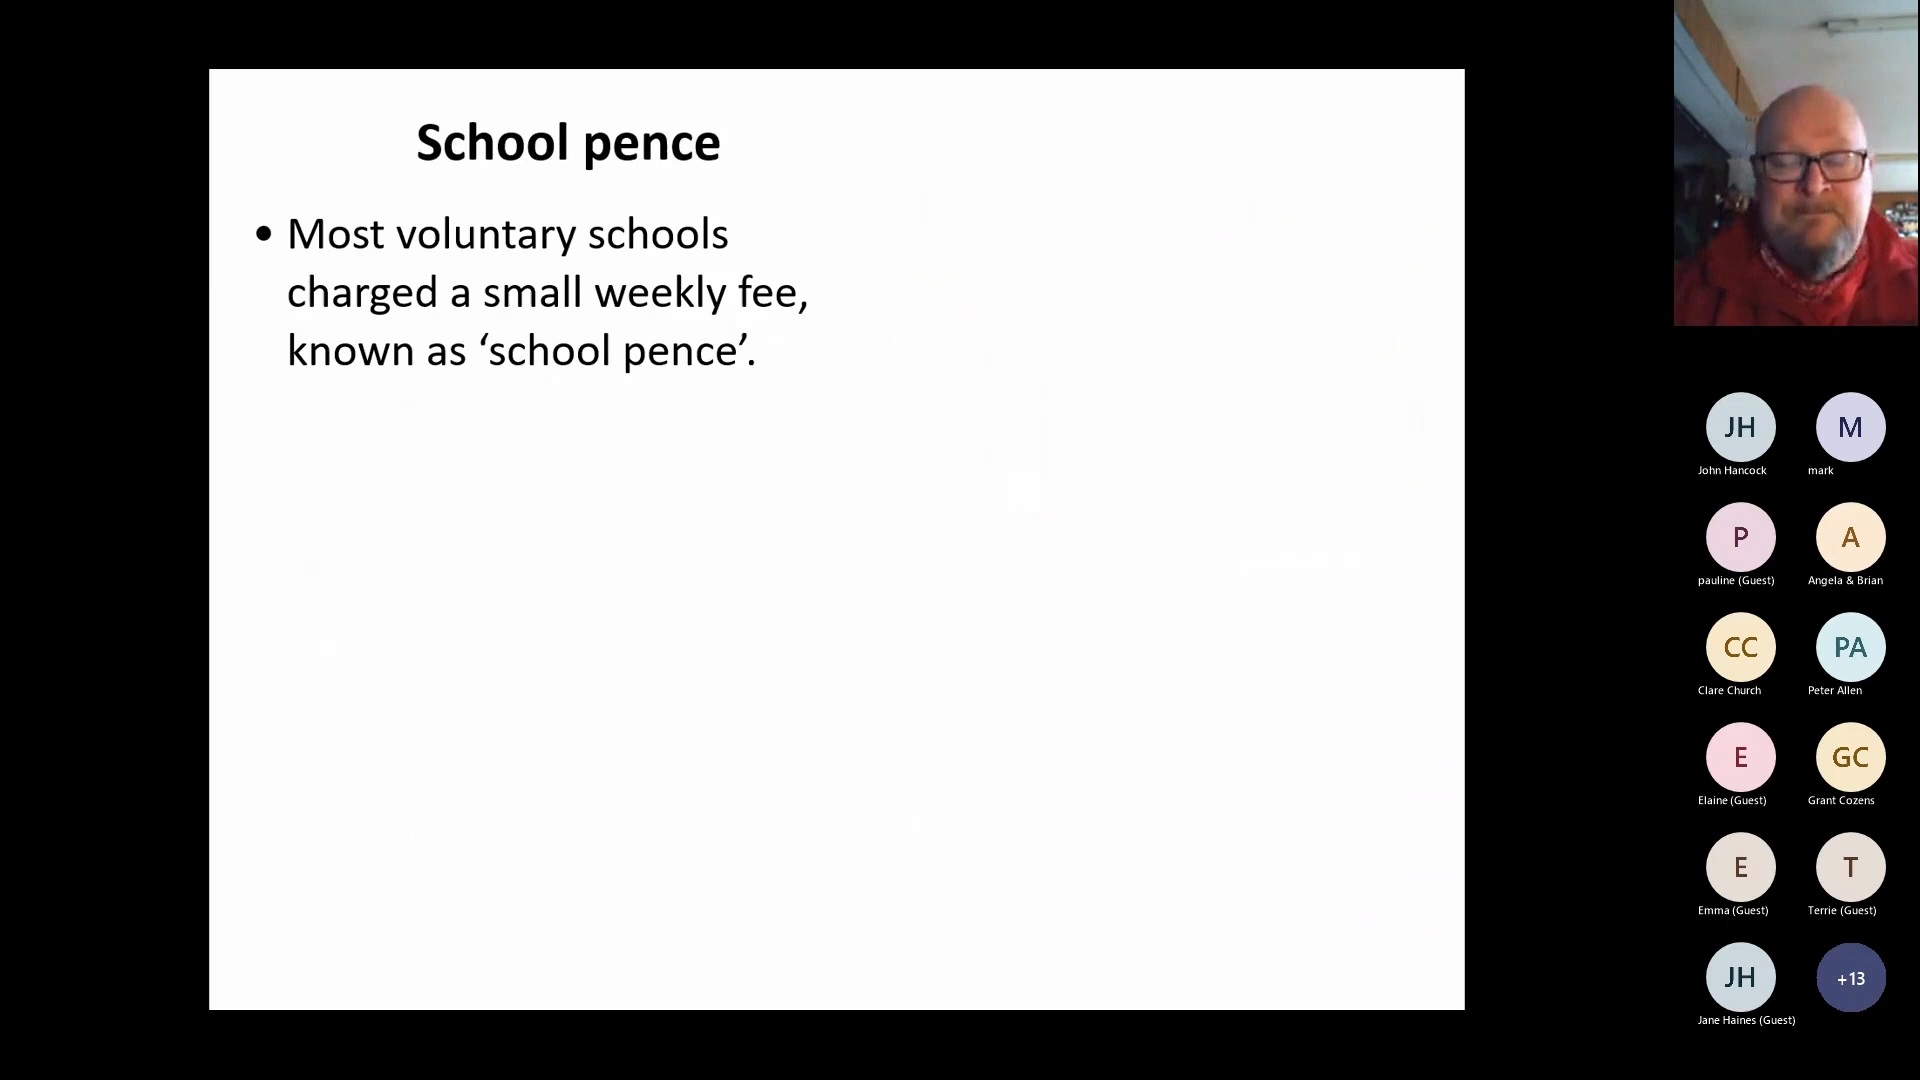 School pence
• Most voluntary schools
charged a small weekly fee,
known as ‘school pence’.
JH
John Hancock
M
mark
P
pauline (Guest)
A
Angela & Brian
CC
Clare Church
PA
Peter Allen
E
Elaine (Guest)
GC
Grant Cozens
E
Emma (Guest)
T
Terrie (Guest)
JH
Jane Haines (Guest)
+13